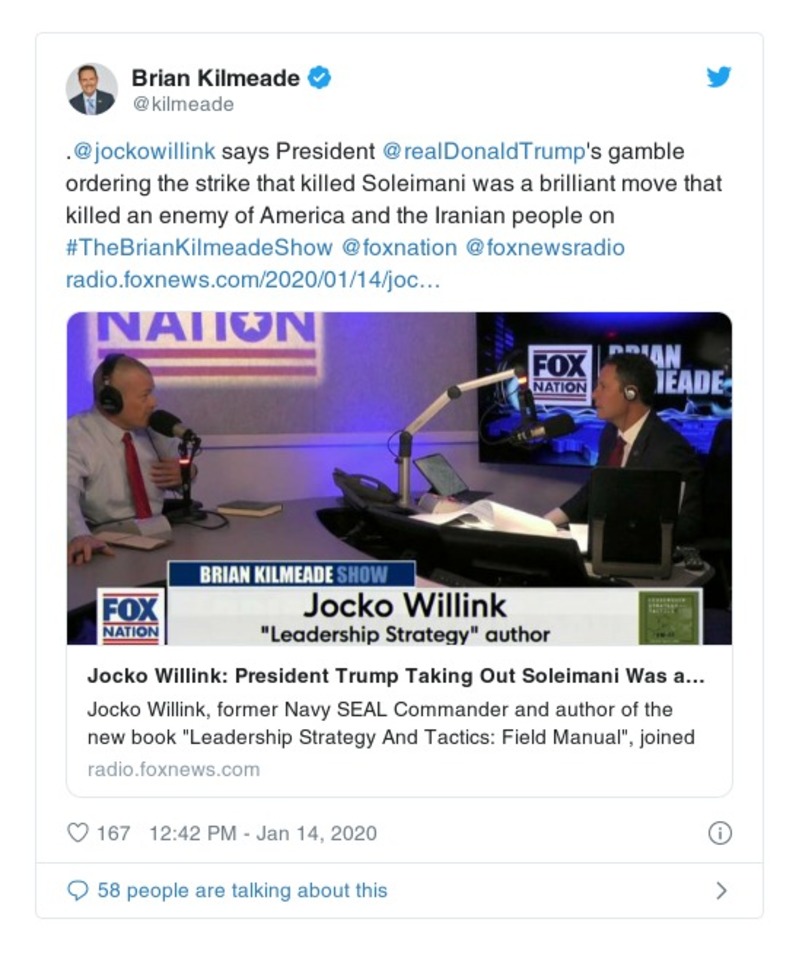 Brian Kilmeade
@kilmeade
.@jockowillink says President @realDonaldTrump's gamble
ordering the strike that killed Soleimani was a brilliant move that
killed an enemy of America and the Iranian people on
#TheBrianKilmeadeShow @foxnation @foxnewsradio
radio.foxnews.com/2020/01/14/joc…
NATION
FOX
NATION
BRIAN
MEADE
BRIAN KILMEADE SHOW
FOX
NATION
Jocko Willink
"Leadership Strategy" author
Jocko Willink: President Trump Taking Out Soleimani Was a...
Jocko Willink, former Navy SEAL Commander and author of the
new book "Leadership Strategy And Tactics: Field Manual", joined
radio.foxnews.com
167 12:42 PM - Jan 14, 2020
58 people are talking about this